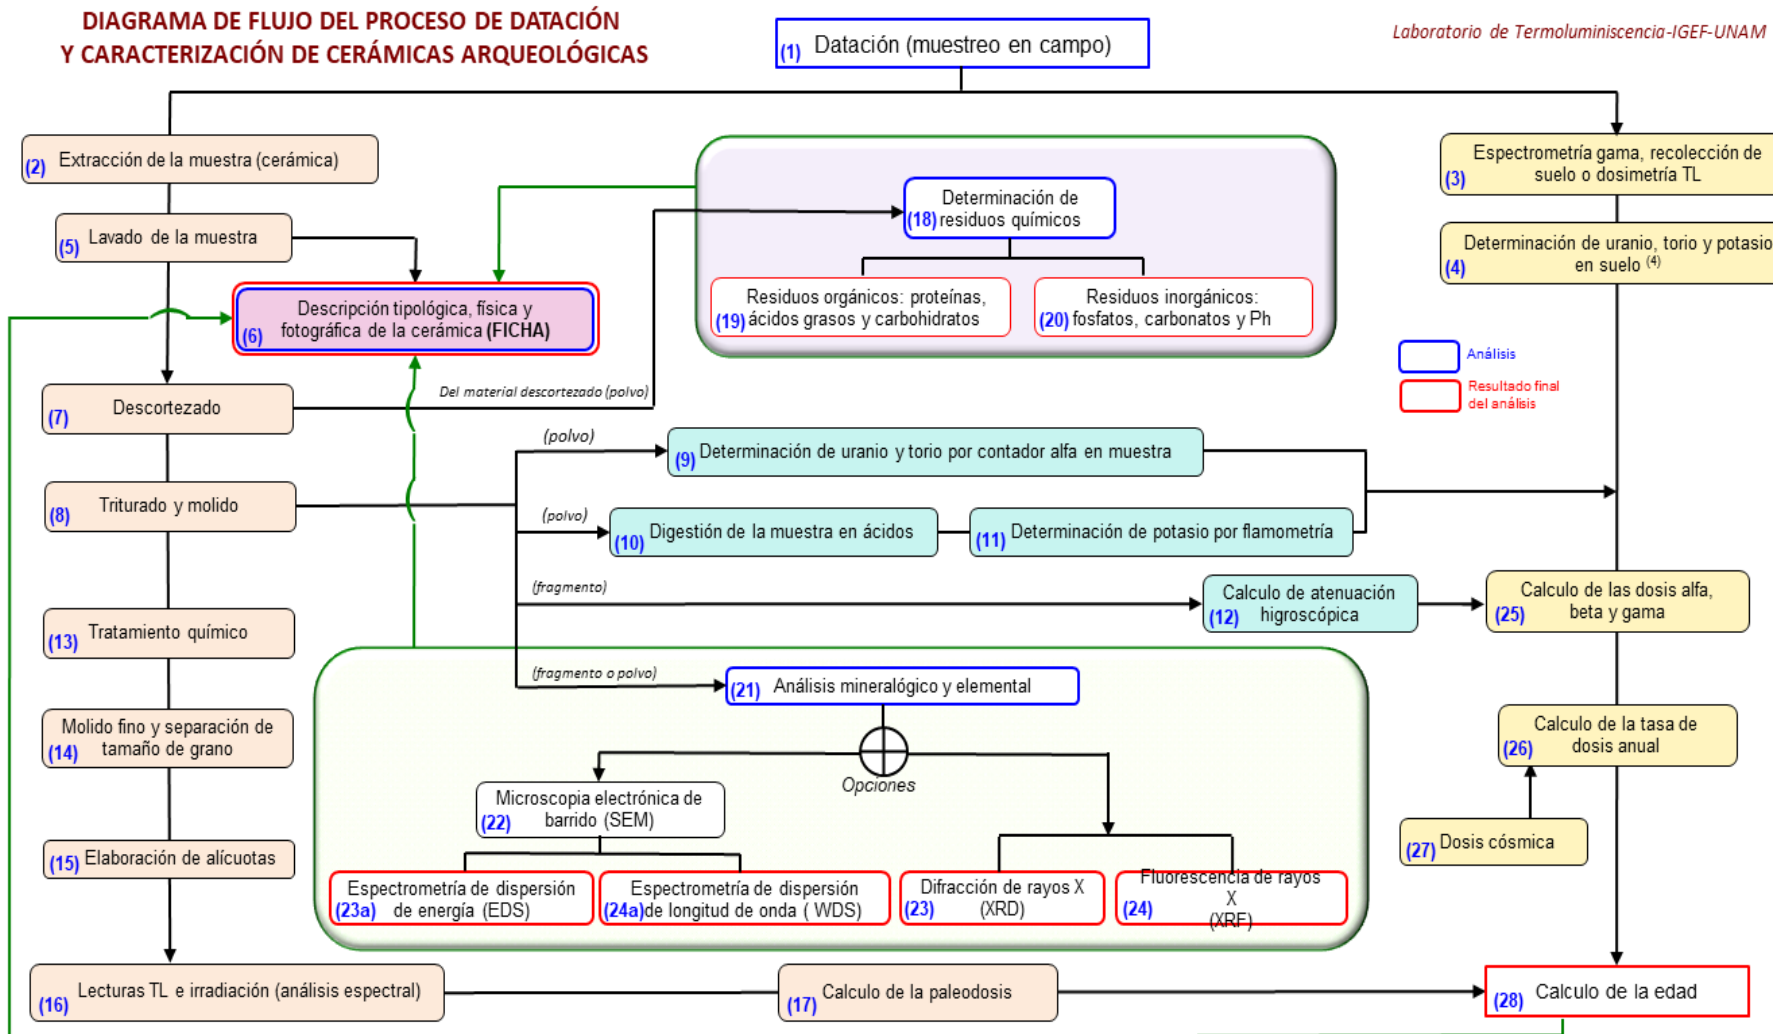 DIAGRAMA DE FLUJO DEL PROCESO DE DATACIÓN
Y CARACTERIZACIÓN DE CERÁMICAS ARQUEOLÓGICAS
Laboratorio de Termoluminiscencia-IGEF-UNAM
(1) Datación (muestreo en campo)
(2) Extracción de la muestra (cerámica)
Espectrometría gama, recolección de
(3) suelo o dosimetría TL
(5) Lavado de la muestra
Determinación de
(18) residuos químicos
Determinación de uranio, torio y potasio
(4) en suelo (4)
Descripción tipológica, física y
fotográfica de la cerámica (FICHA)
(6)
Residuos orgánicos: proteínas,
(19) ácidos grasos y carbohidratos
Residuos inorgánicos:
(20) fosfatos, carbonatos y Ph
Análisis
Resultado final
del análisis
(7) Descortezado
Del material descortezado (polvo)
(polvo)
(9) Determinación de uranio y torio por contador alfa en muestra
(8) Triturado y molido
(polvo)
(10) Digestión de la muestra en ácidos
(11) Determinación de potasio por flamometría
(fragmento)
Calculo de atenuación
(12) higroscópica
Calculo de las dosis alfa,
(25) beta y gama
(13) Tratamiento químico
(fragmento o polvo)
(21) Análisis mineralógico y elemental
Molido fino y separación de
(14) tamaño de grano
Opciones
Calculo de la tasa de
(26) dosis anual
Microscopia electrónica de
(22) barrido (SEM)
(27) Dosis cósmica
(15) Elaboración de alícuotas
Espectrometría de dispersión
(23a) de energía (EDS)
Espectrometría de dispersión
(24a) de longitud de onda ( WDS)
Difracción de rayos X
(23) (XRD)
Fluorescencia de rayos
X
(24) (XRF)
(16) Lecturas TL e irradiación (análisis espectral)
(17) Calculo de la paleodosis
(28) Calculo de la edad